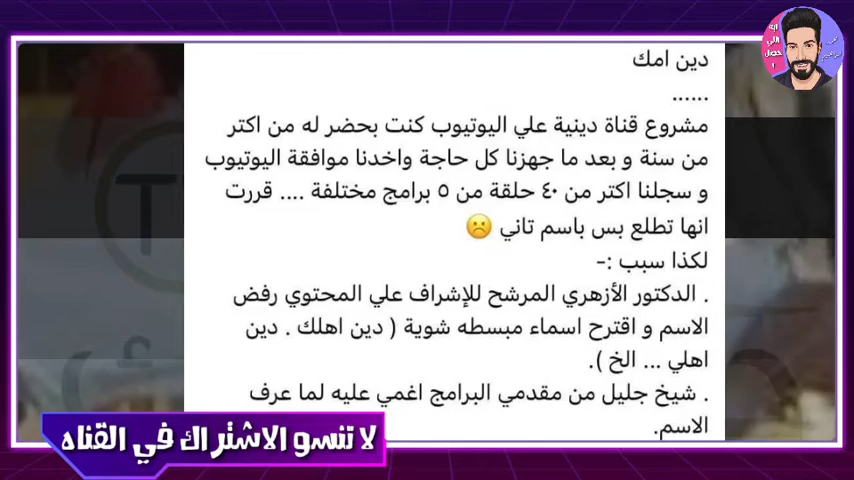 دين امك
......
مشروع قناة دينية علي اليوتيوب كنت بحضر له من اكتر
من سنة و بعد ما جهزنا كل حاجة واخدنا موافقة اليوتيوب
و سجلنا اكتر من ٤٠ حلقة من ٥ برامج مختلفة .... قررت
انها تطلع بس باسم تاني ☹️
لكذا سبب :-
. الدكتور الأزهري المرشح للإشراف علي المحتوي رفض
الاسم و اقترح اسماء مبسطه شوية ( دين اهلك . دين
اهلي ... الخ ).
. شيخ جليل من مقدمي البرامج اغمي عليه لما عرف
الاسم.
لا تنسو الاشتراك في القناه
ايه
اللي
حصل